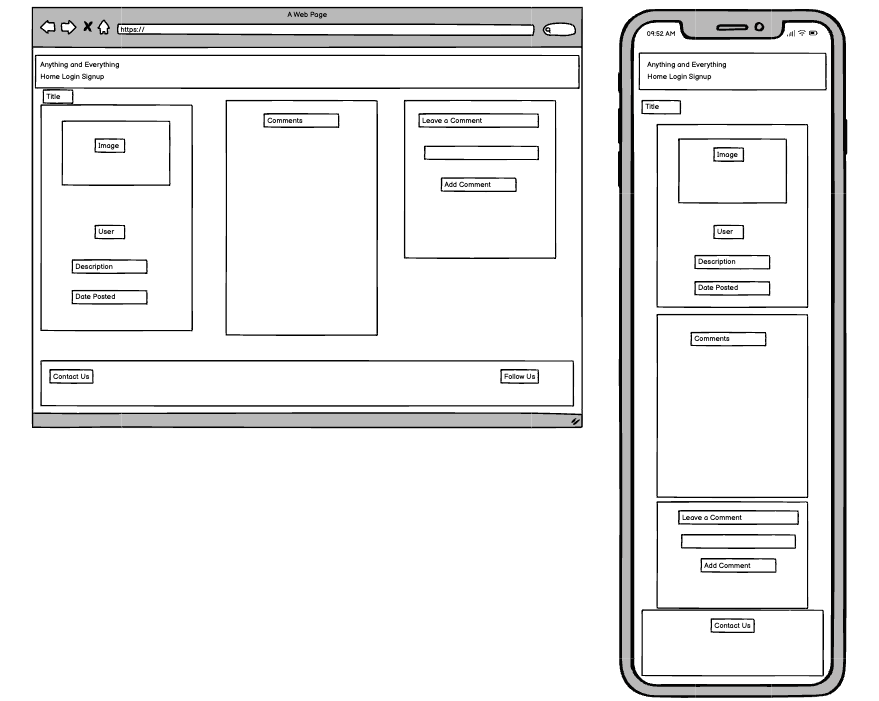 A Web Page
https://
Anything and Everything
Home Login Signup
Title
Image
User
Description
Date Posted
Comments
Leave a Comment
Add Comment
Contact Us
Follow Us
09:52 AM
Anything and Everything
Home Login Signup
Title
Image
User
Description
Date Posted
Comments
Leave a Comment
Add Comment
Contact Us